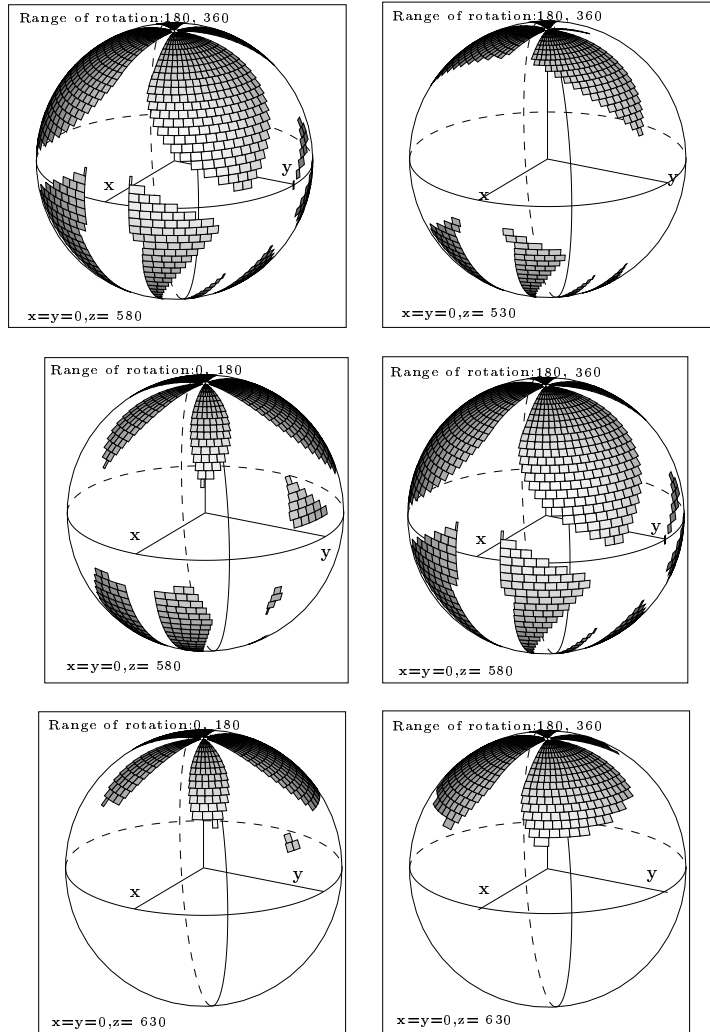 Range of rotation:180, 360
x
y
x=y=0,z= 580
Range of rotation:180, 360
x
y
x=y=0,z= 530
Range of rotation:0, 180
x
y
x=y=0,z= 580
Range of rotation:180, 360
x
y
x=y=0,z= 580
Range of rotation:0, 180
x
y
x=y=0,z= 630
Range of rotation:180, 360
x
y
x=y=0,z= 630